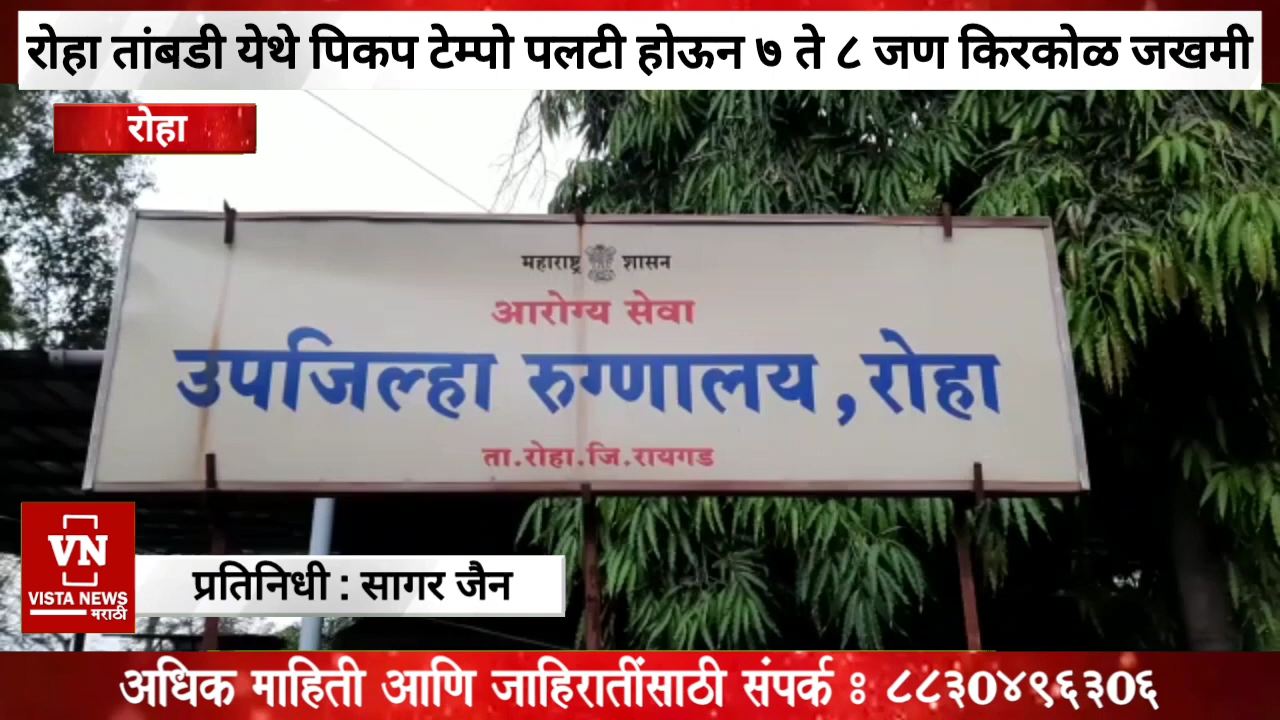 रोहा तांबडी येथे पिकप टेम्पो पलटी होऊन ७ ते ८ जण किरकोळ जखमी
रोहा
महाराष्ट्र शासन
आरोग्य सेवा
उपजिल्हा रुग्णालय, रोहा
ता.रोहा.जि.रायगड
VN
VISTA NEWS
मराठी
प्रतिनिधी : सागर जैन
अधिक माहिती आणि जाहिरातींसाठी संपर्क : ८८३०४९६३०६